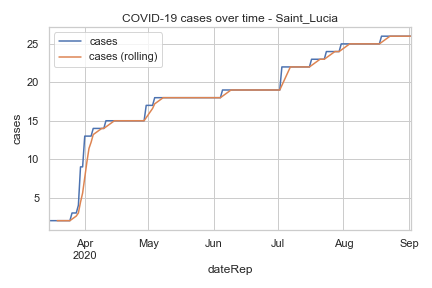 COVID-19 cases over time - Saint_Lucia
cases
cases (rolling)
cases
25
20
15
10
5
Apr
2020
May
Jun
Jul
Aug
Sep
dateRep